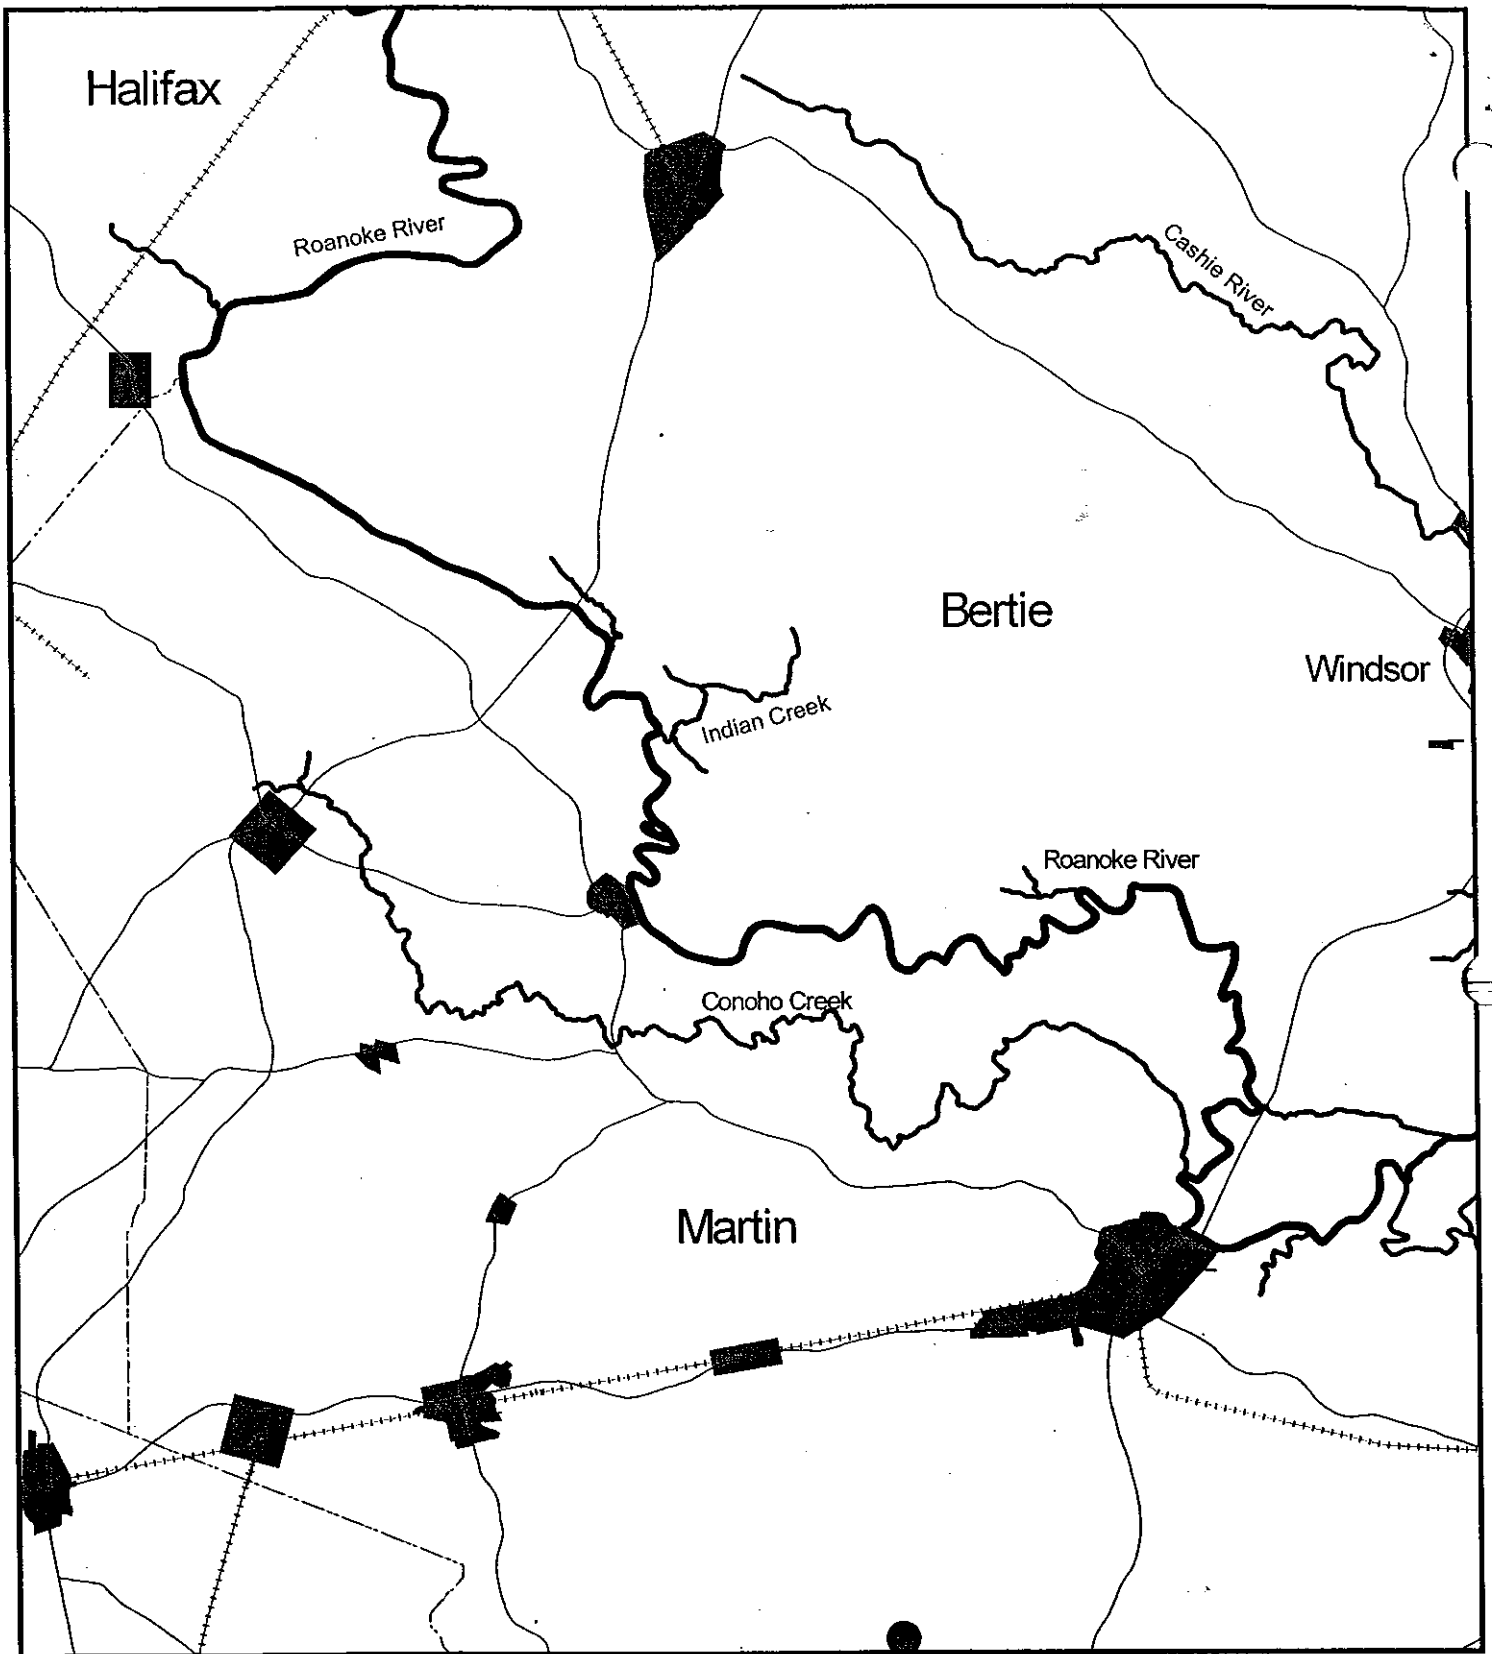 Halifax
Roanoke River
Cashie River
Bertie
Windsor
Indian Creek
Roanoke River
Conoho Creek
Martin